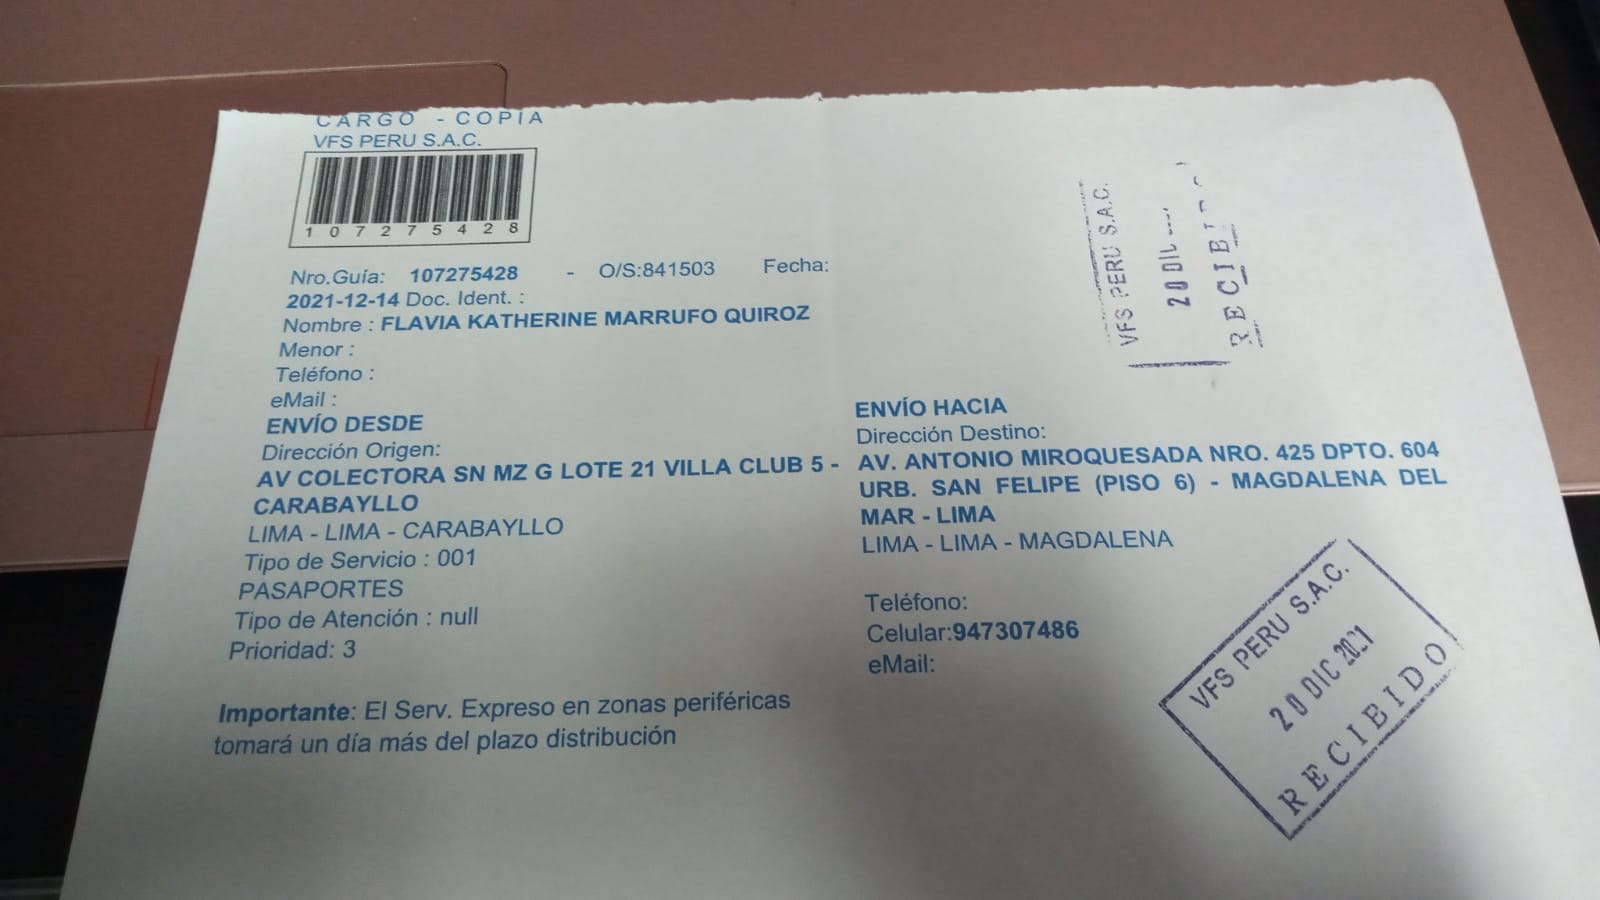 CARGO - COPIA
VFS PERU S.A.C.
107275428
Nro.Guía: 107275428 - O/S:841503 Fecha:
2021-12-14 Doc. Ident. :
Nombre : FLAVIA KATHERINE MARRUFO QUIROZ
Menor :
Teléfono :
eMail :
ENVÍO DESDE
Dirección Origen:
AV COLECTORA SN MZ G LOTE 21 VILLA CLUB 5 -
CARABAYLLO
LIMA - LIMA - CARABAYLLO
Tipo de Servicio : 001
PASAPORTES
Tipo de Atención : null
Prioridad: 3
Importante: El Serv. Expreso en zonas periféricas
tomará un día más del plazo distribución
ENVÍO HACIA
Dirección Destino:
AV. ANTONIO MIROQUESADA NRO. 425 DPTO. 604
URB. SAN FELIPE (PISO 6) - MAGDALENA DEL
MAR - LIMA
LIMA - LIMA - MAGDALENA
Teléfono:
Celular:947307486
eMail:
VFS PERU S.A.C.
20 DIC 2021
RECIBIDO
VFS PERU S.A.C.
20